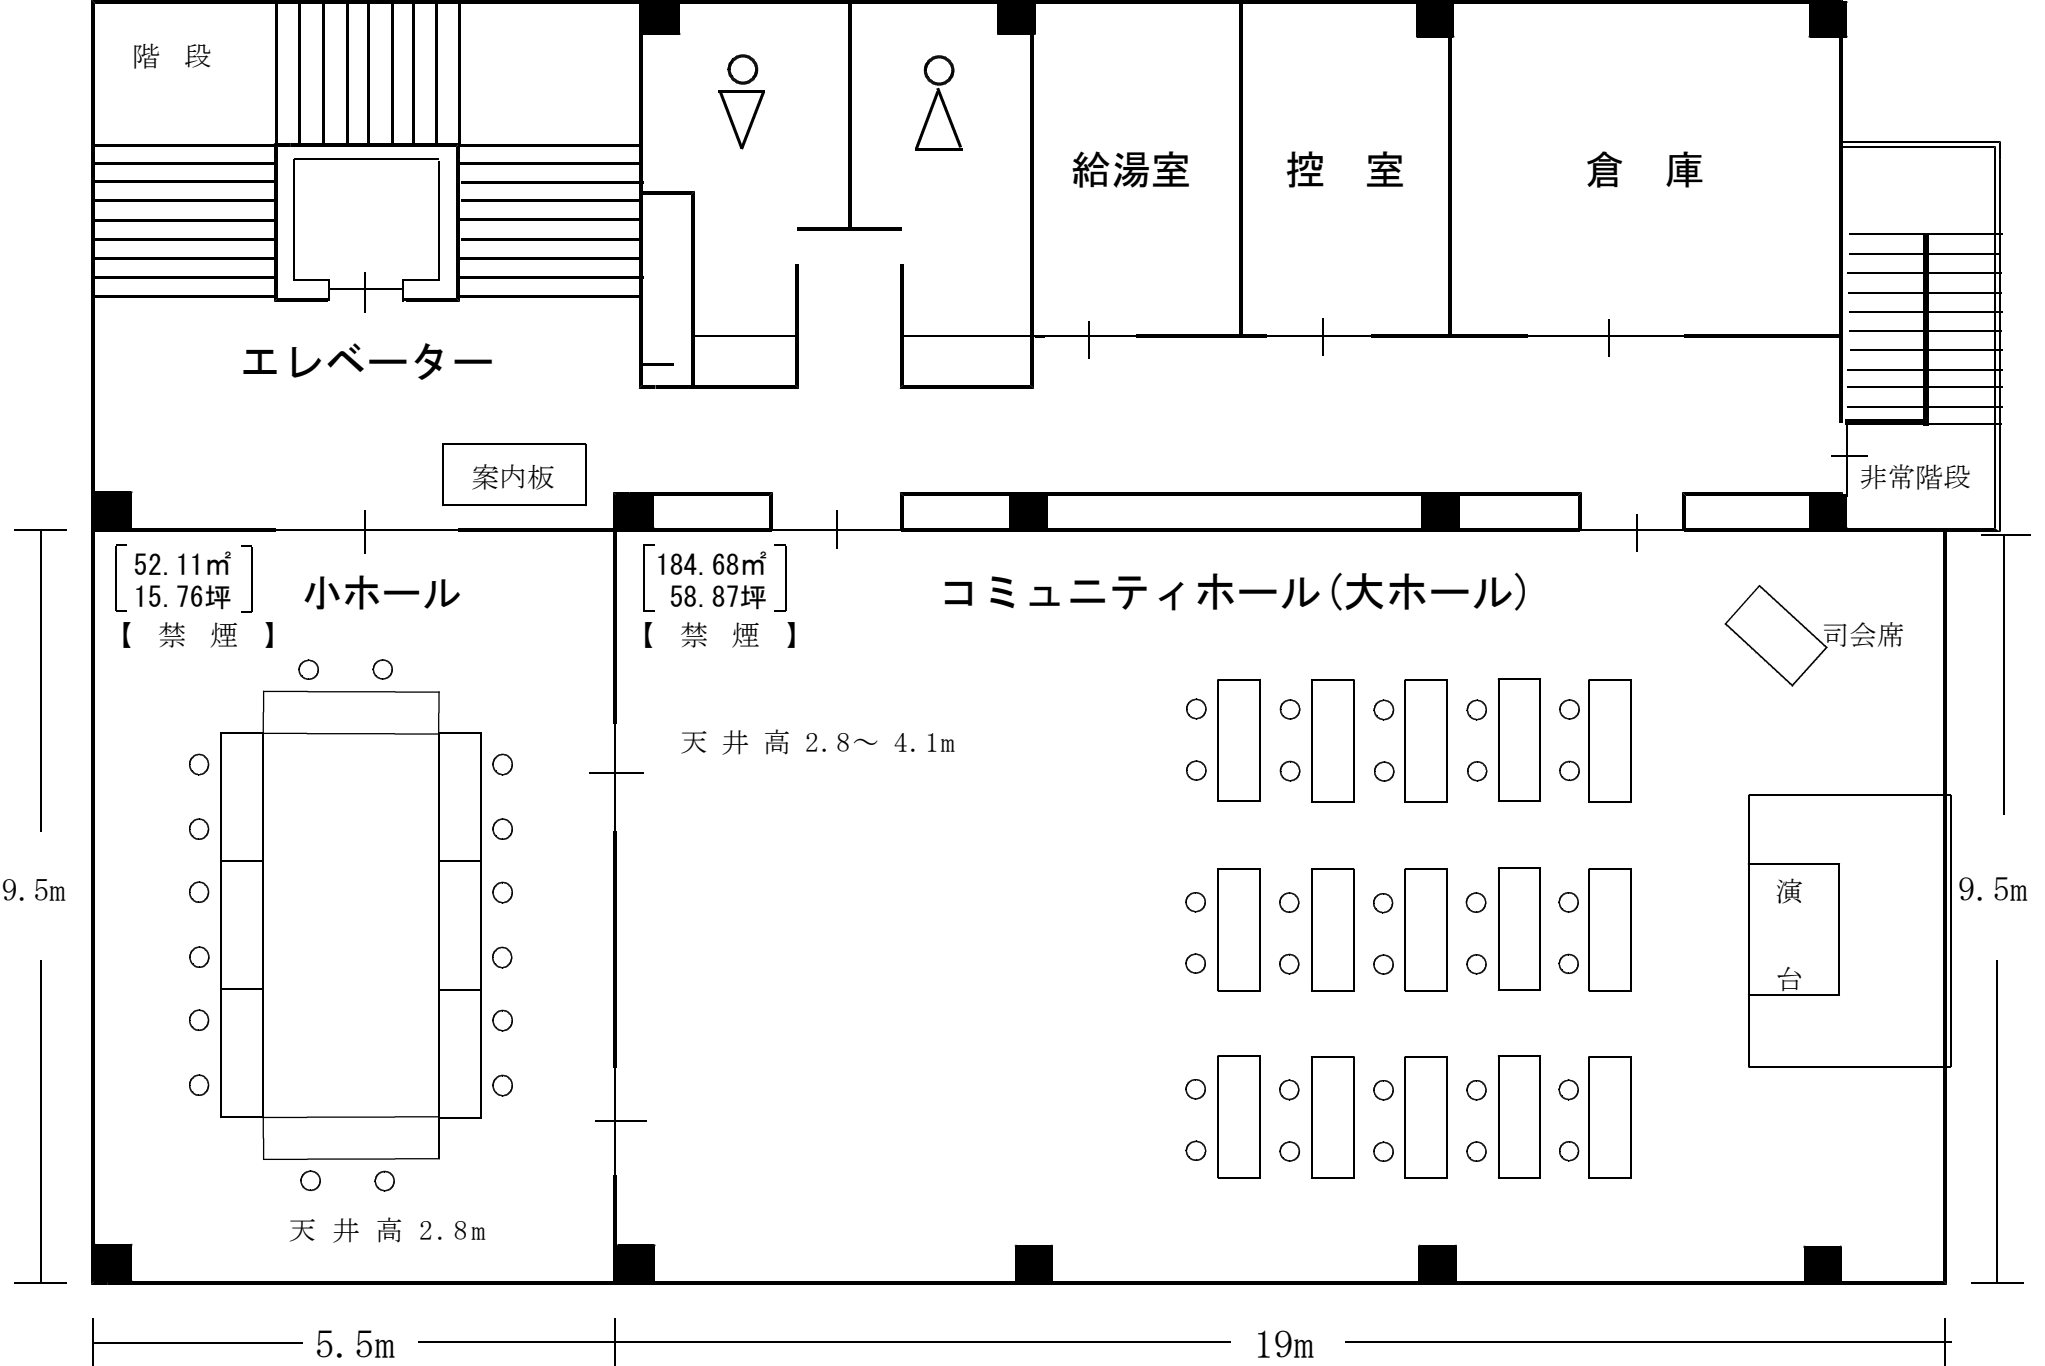 階 段
給湯室
控 室
倉 庫
エレベーター
案内板
非常階段
52.11㎡
15.76坪
【 禁 煙 】
小ホール
184.68㎡
58.87坪
【 禁 煙 】
コミュニティホール(大ホール)
司会席
天 井 高 2.8～ 4.1m
9.5m
演
台
9.5m
天 井 高 2.8m
5.5m
19m